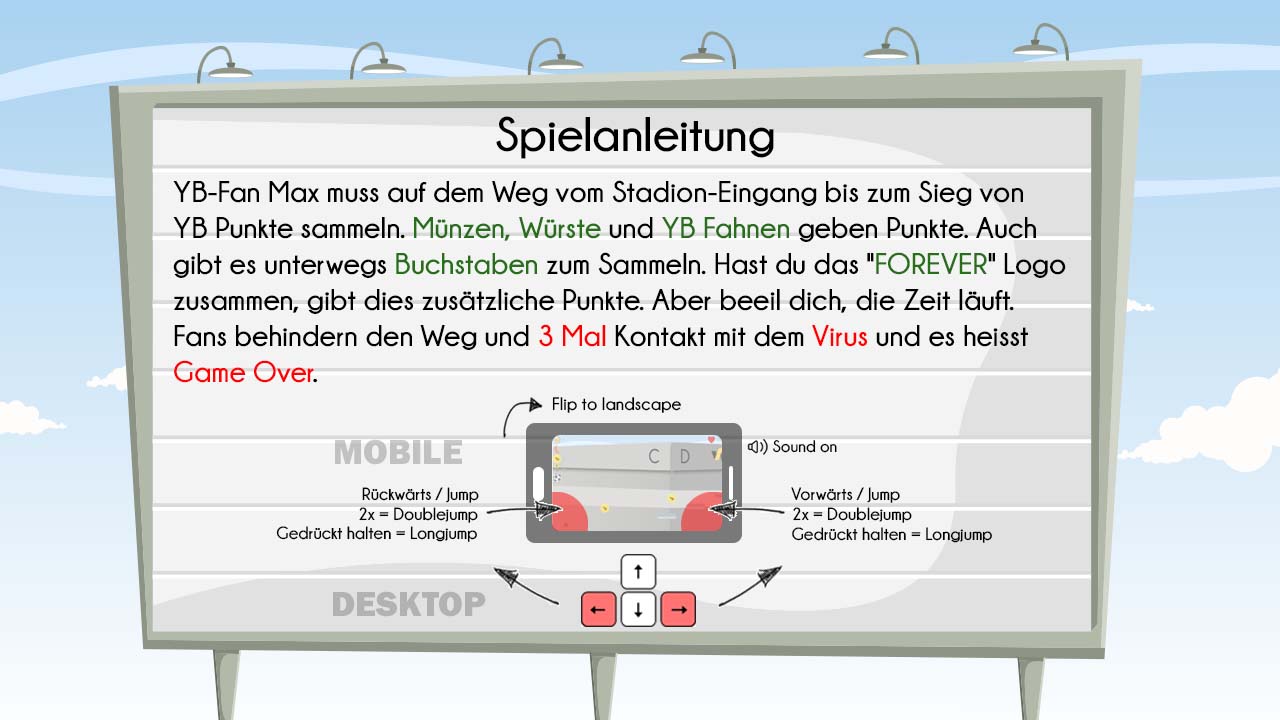 Spielanleitung
YB-Fan Max muss auf dem Weg vom Stadion-Eingang bis zum Sieg von
YB Punkte sammeln. Münzen, Würste und YB Fahnen geben Punkte. Auch
gibt es unterwegs Buchstaben zum Sammeln. Hast du das "FOREVER" Logo
zusammen, gibt dies zusätzliche Punkte. Aber beeil dich, die Zeit läuft.
Fans behindern den Weg und 3 Mal Kontakt mit dem Virus und es heisst
Game Over.
Flip to landscape
MOBILE
C D
Sound on
Rückwärts / Jump
2x = Doublejump
Gedrückt halten = Longjump
Vorwärts / Jump
2x = Doublejump
Gedrückt halten = Longjump
↑
DESKTOP
← ↓ →